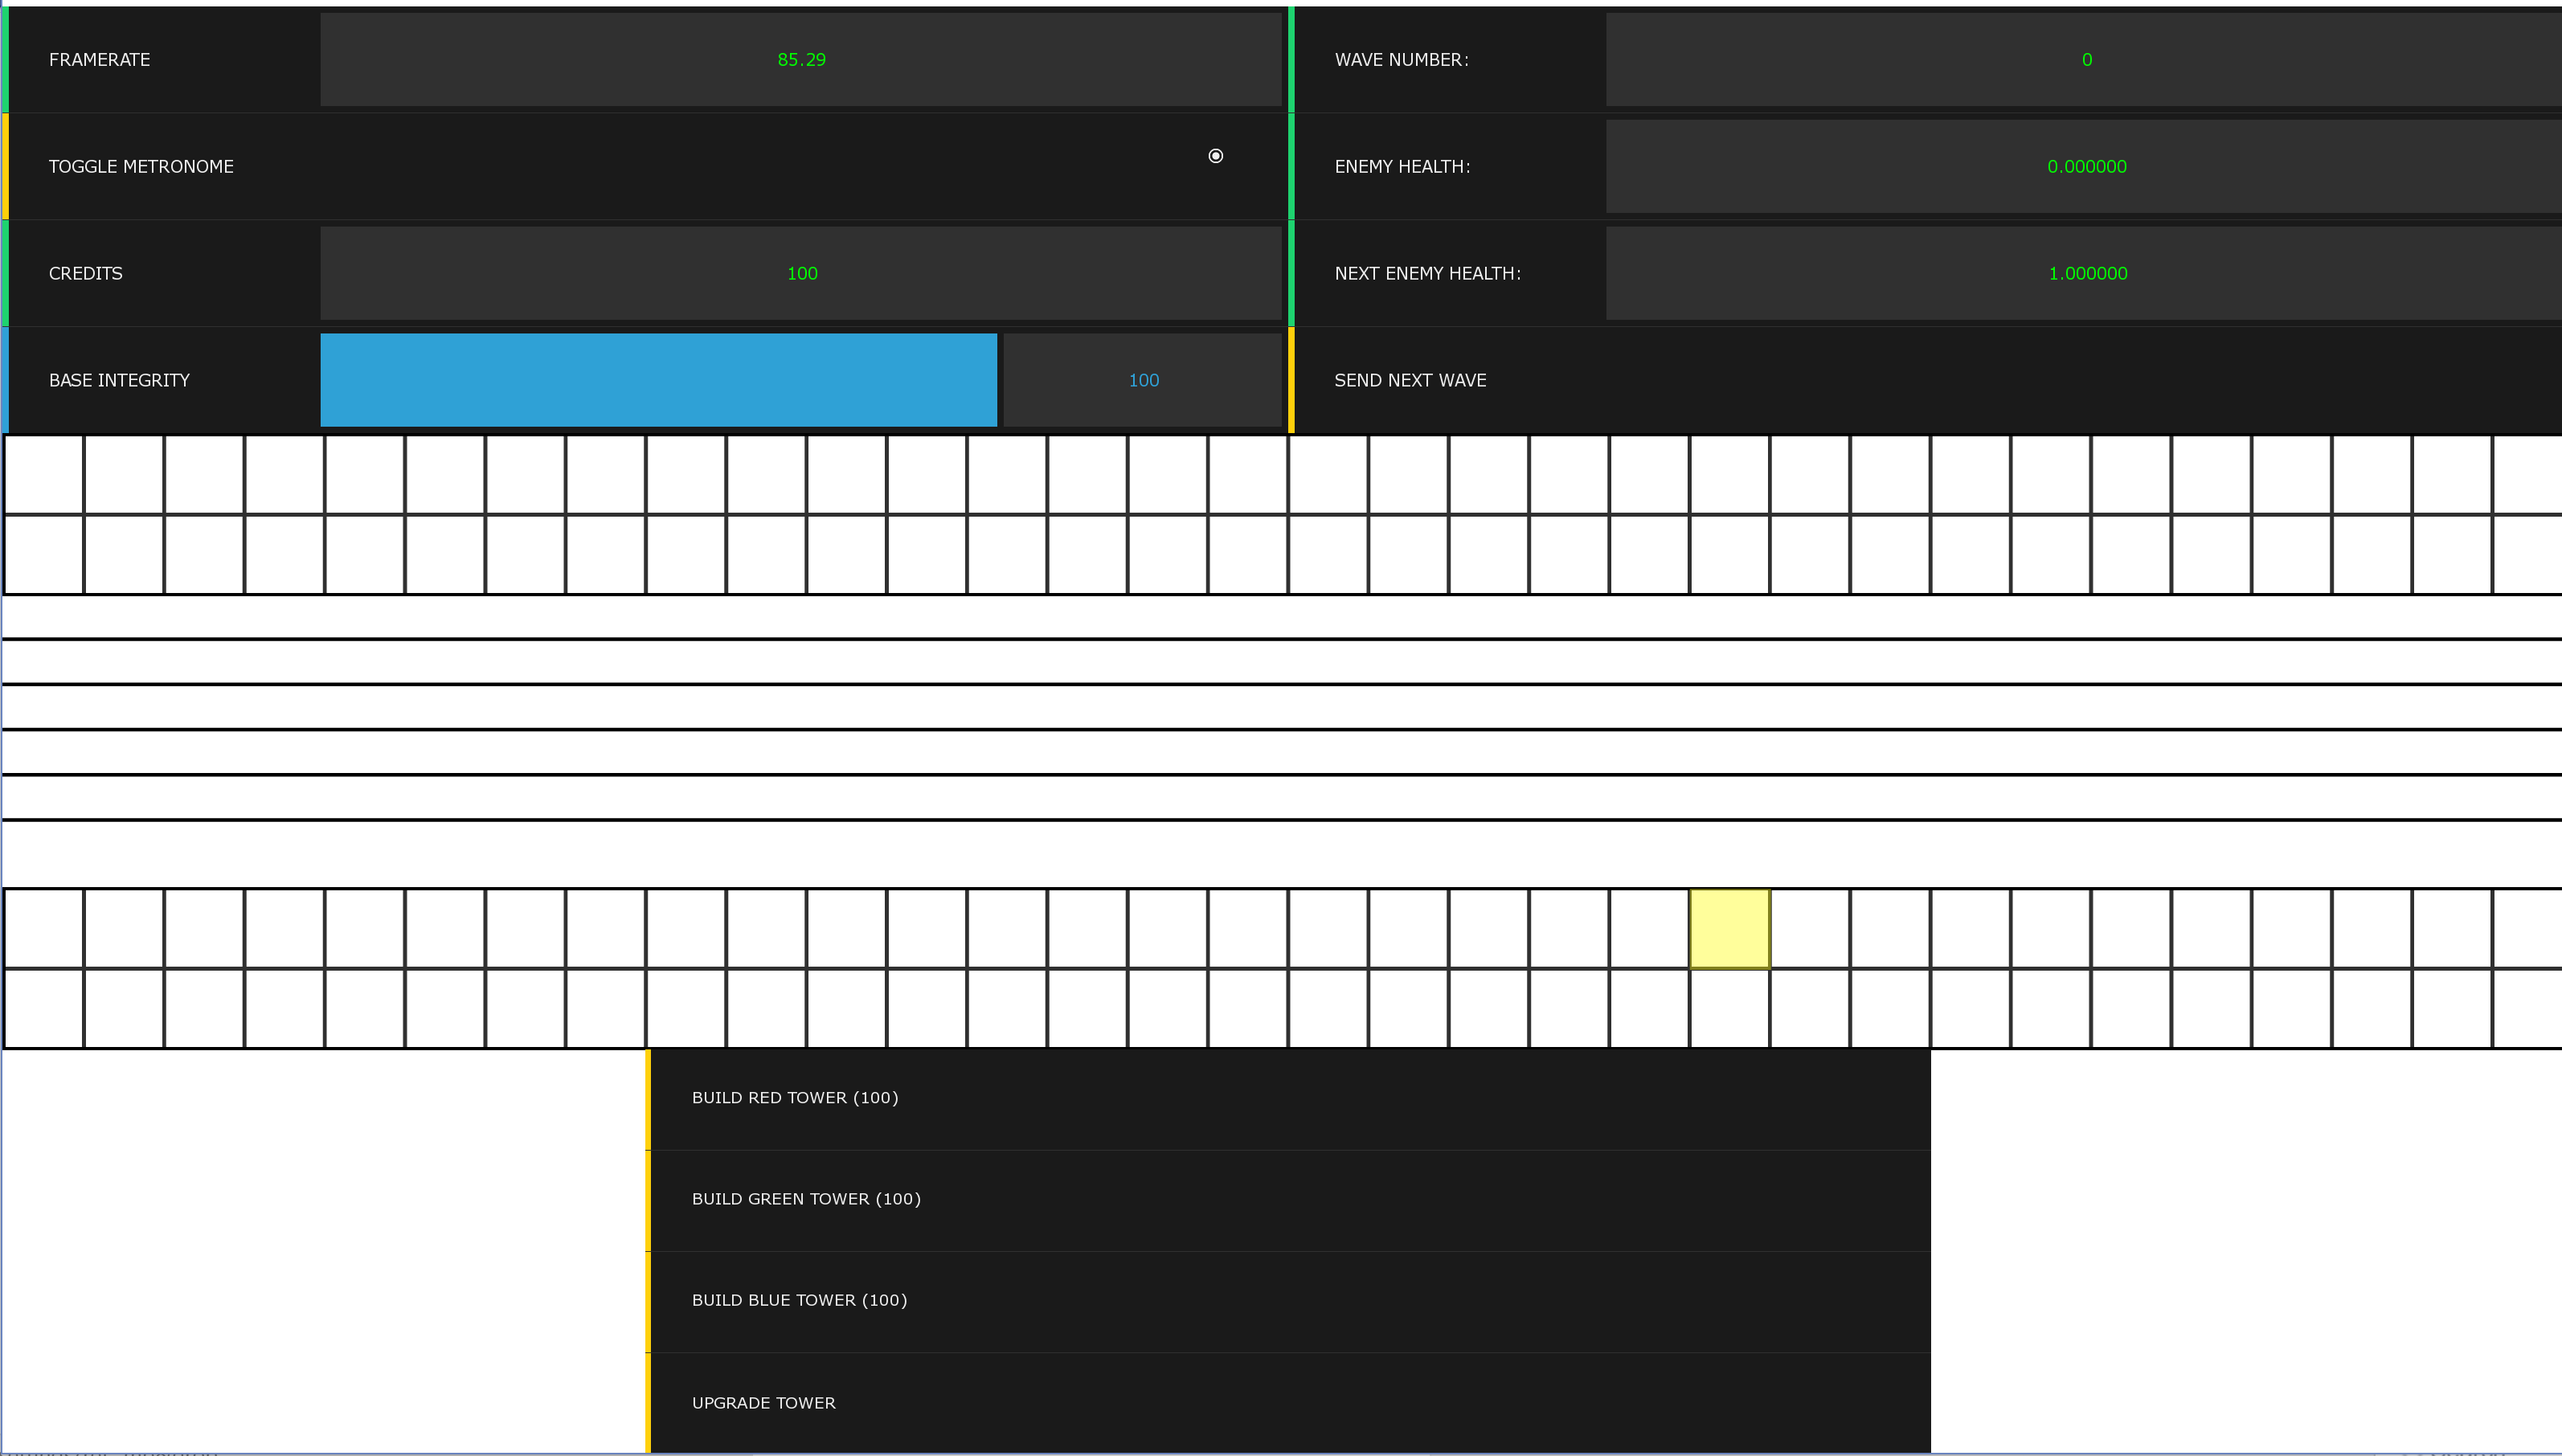 FRAMERATE 85.29
TOGGLE METRONOME
CREDITS 100
BASE INTEGRITY 100
WAVE NUMBER: 0
ENEMY HEALTH: 0.000000
NEXT ENEMY HEALTH: 1.000000
SEND NEXT WAVE
BUILD RED TOWER (100)
BUILD GREEN TOWER (100)
BUILD BLUE TOWER (100)
UPGRADE TOWER